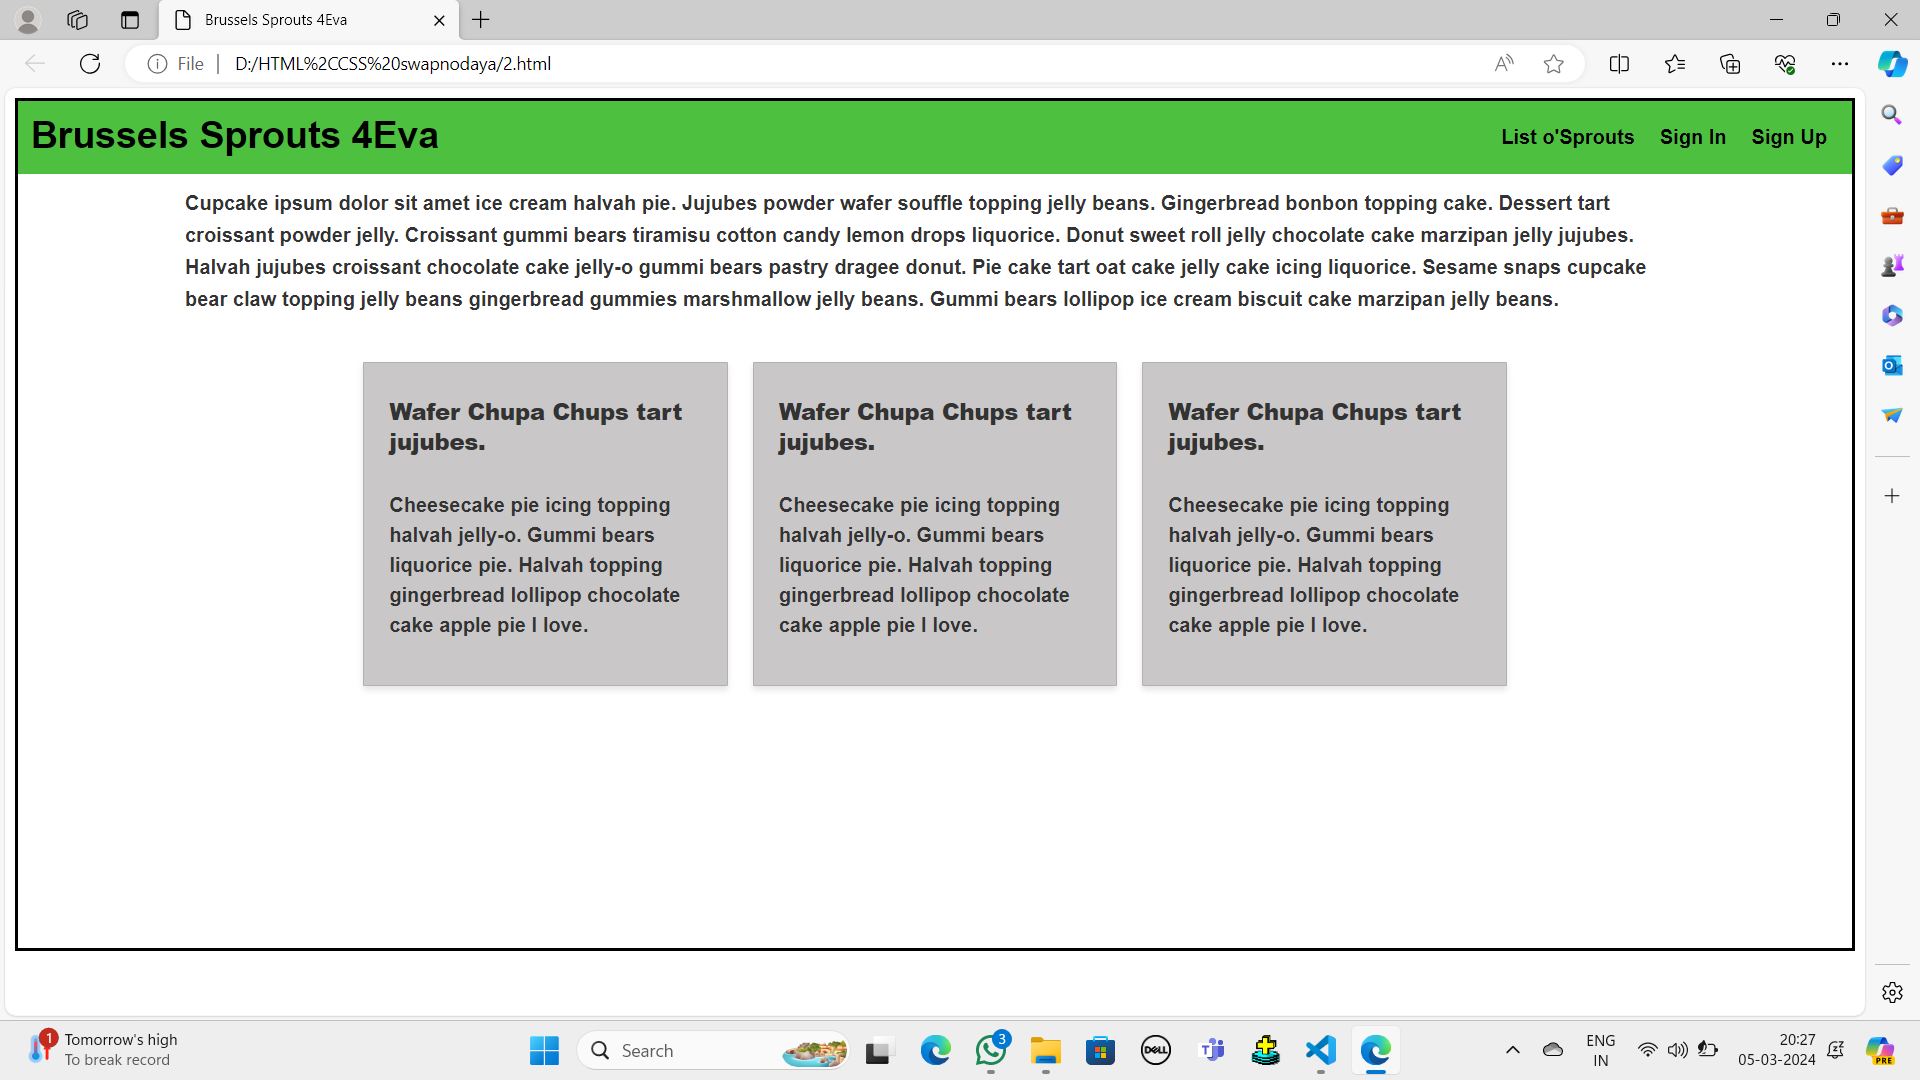 Brussels Sprouts 4Eva
File
D:/HTML%2CCSS%20swapnodaya/2.html
Brussels Sprouts 4Eva
List o'Sprouts
Sign In
Sign Up
Cupcake ipsum dolor sit amet ice cream halvah pie. Jujubes powder wafer souffle topping jelly beans. Gingerbread bonbon topping cake. Dessert tart
croissant powder jelly. Croissant gummi bears tiramisu cotton candy lemon drops liquorice. Donut sweet roll jelly chocolate cake marzipan jelly jujubes.
Halvah jujubes croissant chocolate cake jelly-o gummi bears pastry dragee donut. Pie cake tart oat cake jelly cake icing liquorice. Sesame snaps cupcake
bear claw topping jelly beans gingerbread gummies marshmallow jelly beans. Gummi bears lollipop ice cream biscuit cake marzipan jelly beans.
Wafer Chupa Chups tart
jujubes.
Cheesecake pie icing topping
halvah jelly-o. Gummi bears
liquorice pie. Halvah topping
gingerbread lollipop chocolate
cake apple pie I love.
Wafer Chupa Chups tart
jujubes.
Cheesecake pie icing topping
halvah jelly-o. Gummi bears
liquorice pie. Halvah topping
gingerbread lollipop chocolate
cake apple pie I love.
Wafer Chupa Chups tart
jujubes.
Cheesecake pie icing topping
halvah jelly-o. Gummi bears
liquorice pie. Halvah topping
gingerbread lollipop chocolate
cake apple pie I love.
1
Tomorrow's high
To break record
Search
3
DELL
ENG
IN
20:27
05-03-2024
PRE